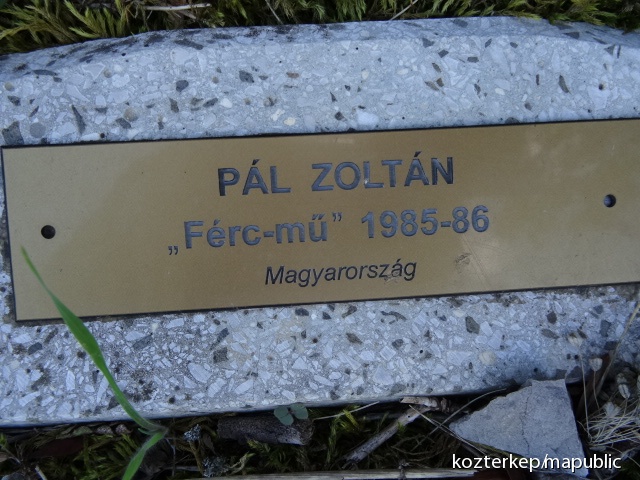 PÁL ZOLTÁN
„Férc-mű” 1985-86
Magyarország
kozterkep/mapublic